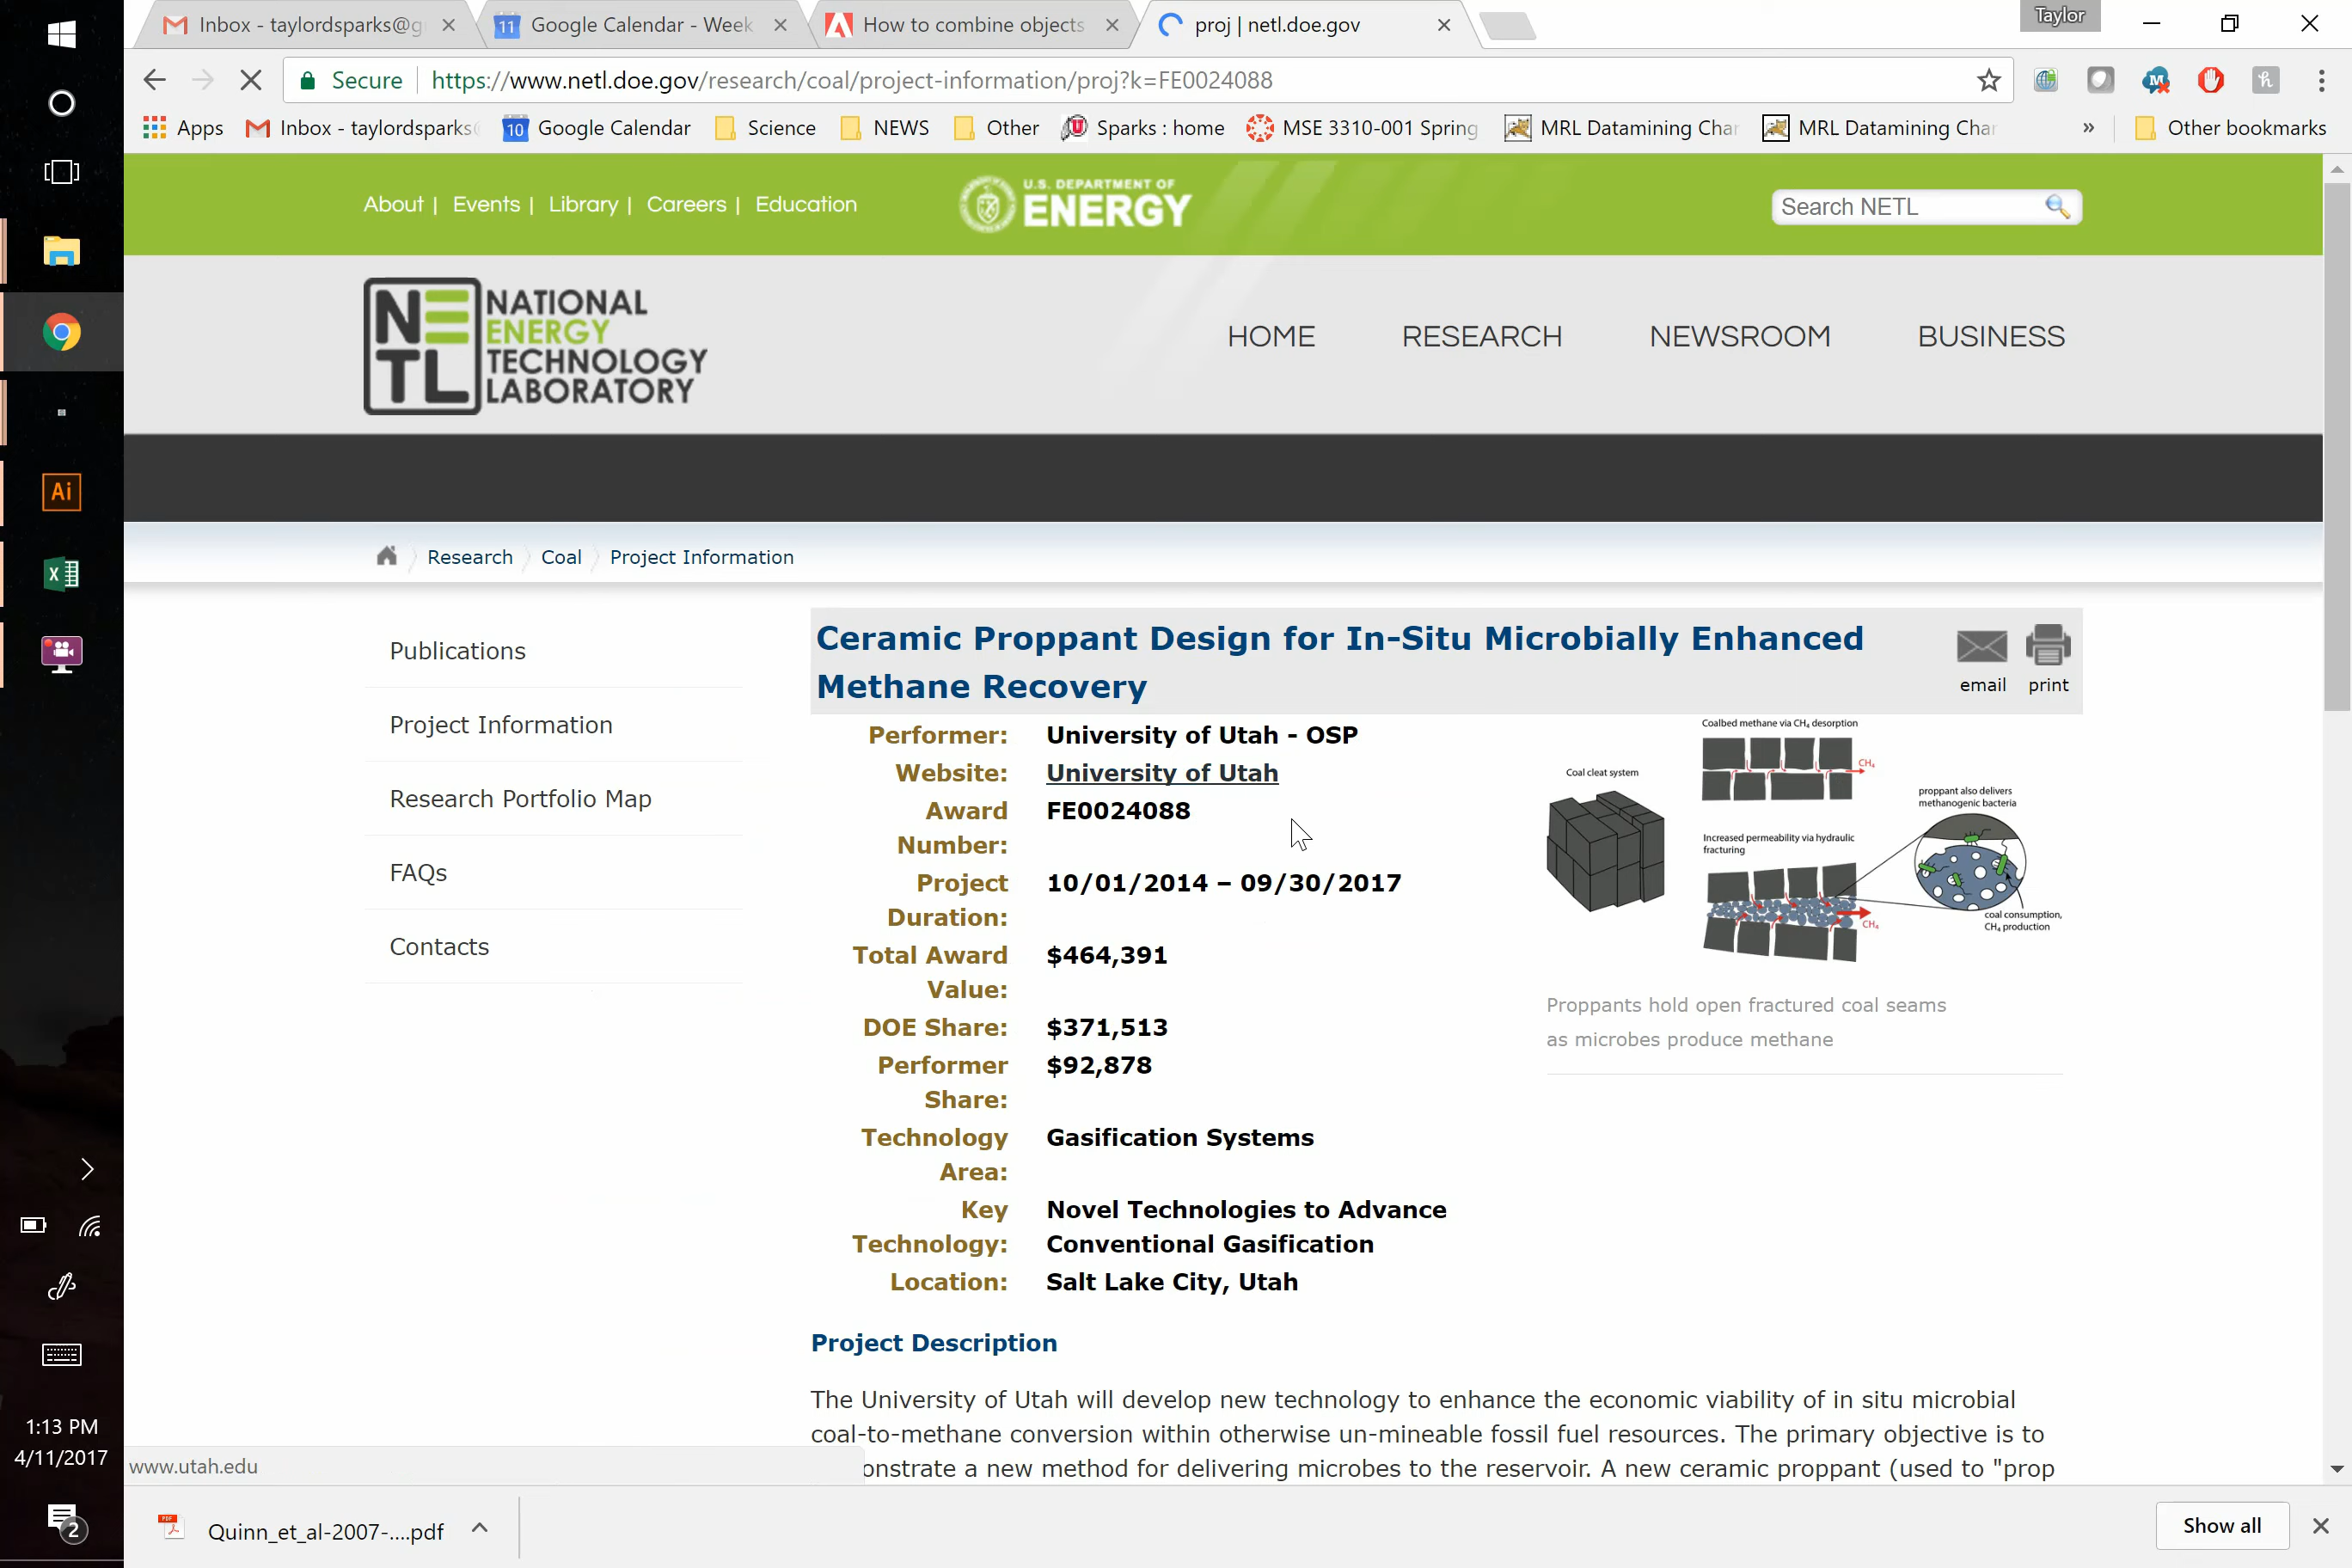 Inbox - taylordsparks@g
Google Calendar - Week
How to combine objects
proj | netl.doe.gov
Taylor
Secure
https://www.netl.doe.gov/research/coal/project-information/proj?k=FE0024088
Apps
Inbox - taylordsparks
Google Calendar
Science
NEWS
Other
Sparks : home
MSE 3310-001 Spring
MRL Datamining Char
MRL Datamining Char
»
Other bookmarks
About | Events | Library | Careers | Education
U.S. DEPARTMENT OF
ENERGY
Search NETL
NETL
NATIONAL
ENERGY
TECHNOLOGY
LABORATORY
HOME
RESEARCH
NEWSROOM
BUSINESS
Research
Coal
Project Information
Publications
Project Information
Research Portfolio Map
FAQs
Contacts
Ceramic Proppant Design for In-Situ Microbially Enhanced
Methane Recovery
email
print
Performer: University of Utah - OSP
Website: University of Utah
Award FE0024088
Number:
Project 10/01/2014 – 09/30/2017
Duration:
Total Award $464,391
Value:
DOE Share: $371,513
Performer $92,878
Share:
Technology Gasification Systems
Area:
Key Novel Technologies to Advance
Technology: Conventional Gasification
Location: Salt Lake City, Utah
Coalbed methane via CH₄ desorption
CH₄
Coal cleat system
proppant also delivers
methanogenic bacteria
Increased permeability via hydraulic
fracturing
CH₄
coal consumption,
CH₄ production
Proppants hold open fractured coal seams
as microbes produce methane
Project Description
The University of Utah will develop new technology to enhance the economic viability of in situ microbial
coal-to-methane conversion within otherwise un-mineable fossil fuel resources. The primary objective is to
onstrate a new method for delivering microbes to the reservoir. A new ceramic proppant (used to "prop
www.utah.edu
Ai
X
1:13 PM
4/11/2017
2
PDF
Quinn_et_al-2007-....pdf
Show all
11
10
M
h